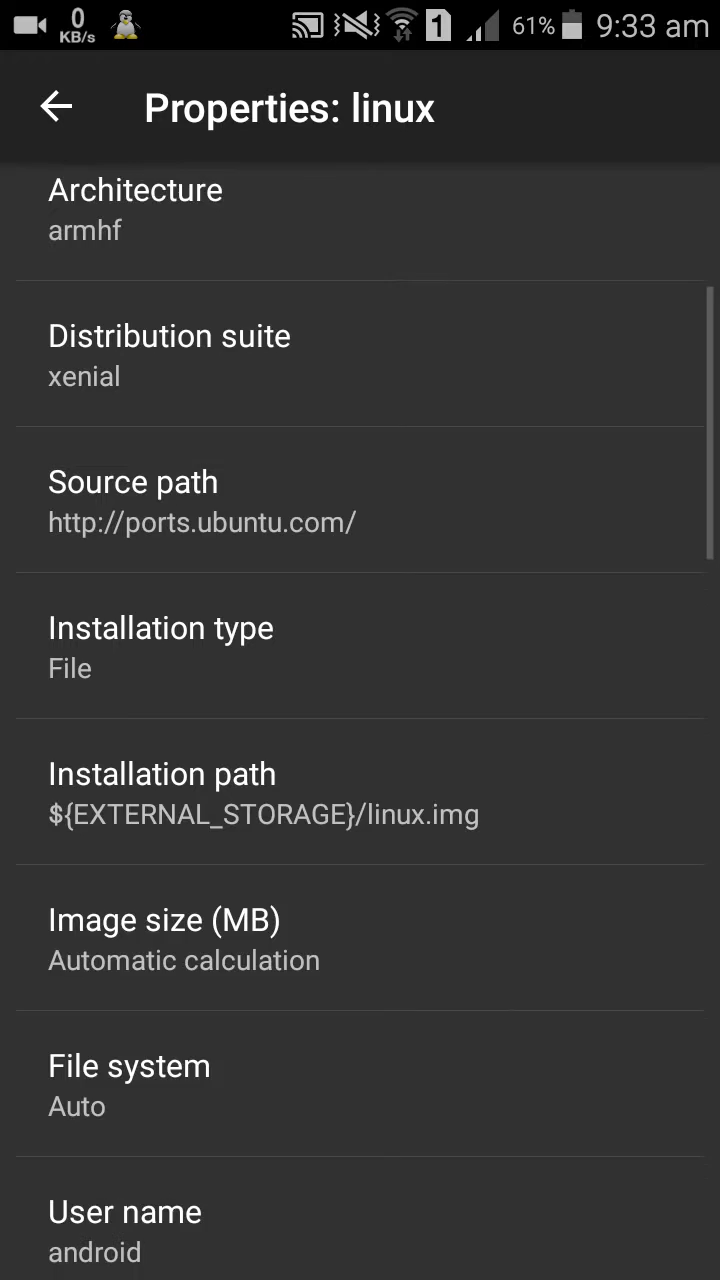 0
KB/s
1
61%
9:33 am
Properties: linux
Architecture
armhf
Distribution suite
xenial
Source path
http://ports.ubuntu.com/
Installation type
File
Installation path
${EXTERNAL_STORAGE}/linux.img
Image size (MB)
Automatic calculation
File system
Auto
User name
android